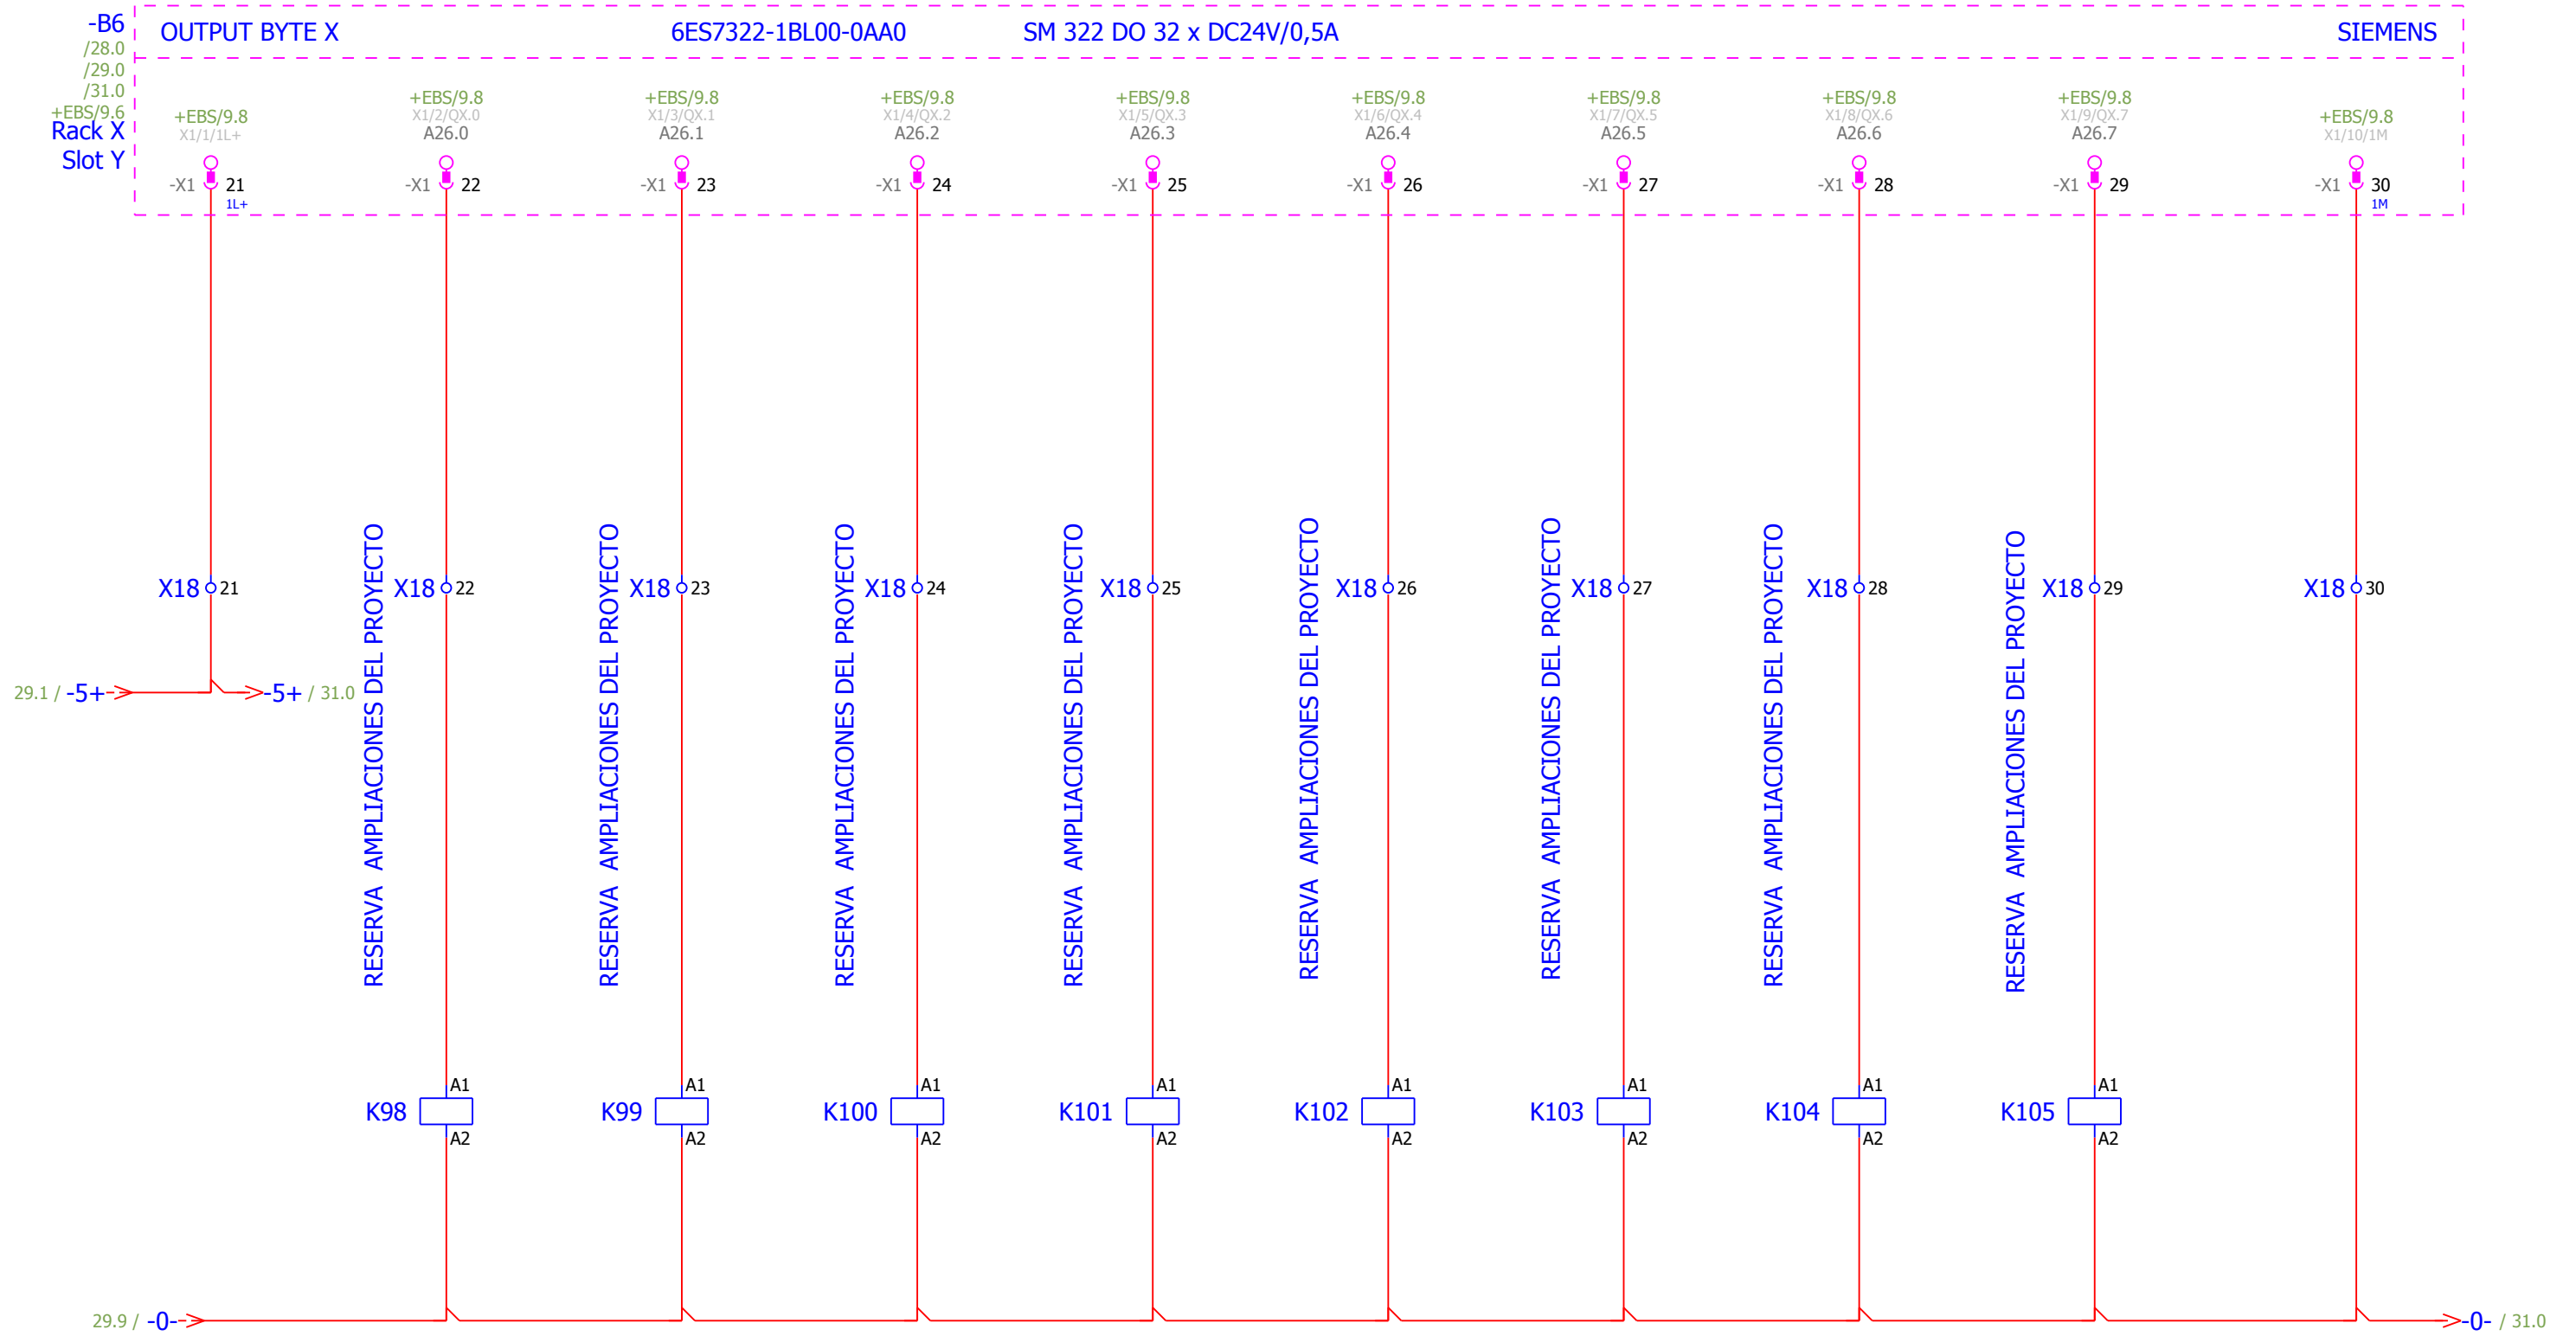 -B6
/28.0
/29.0
/31.0
+EBS/9.6
Rack X
Slot Y
OUTPUT BYTE X 6ES7322-1BL00-0AA0 SM 322 DO 32 x DC24V/0,5A SIEMENS
+EBS/9.8 +EBS/9.8 +EBS/9.8 +EBS/9.8 +EBS/9.8 +EBS/9.8 +EBS/9.8 +EBS/9.8 +EBS/9.8 +EBS/9.8
X1/1/1L+ X1/2/QX.0 X1/3/QX.1 X1/4/QX.2 X1/5/QX.3 X1/6/QX.4 X1/7/QX.5 X1/8/QX.6 X1/9/QX.7 X1/10/1M
A26.0 A26.1 A26.2 A26.3 A26.4 A26.5 A26.6 A26.7
-X1 21 -X1 22 -X1 23 -X1 24 -X1 25 -X1 26 -X1 27 -X1 28 -X1 29 -X1 30
1L+ 1M
X18 21 X18 22 X18 23 X18 24 X18 25 X18 26 X18 27 X18 28 X18 29 X18 30
RESERVA AMPLIACIONES DEL PROYECTO
RESERVA AMPLIACIONES DEL PROYECTO
RESERVA AMPLIACIONES DEL PROYECTO
RESERVA AMPLIACIONES DEL PROYECTO
RESERVA AMPLIACIONES DEL PROYECTO
RESERVA AMPLIACIONES DEL PROYECTO
RESERVA AMPLIACIONES DEL PROYECTO
RESERVA AMPLIACIONES DEL PROYECTO
29.1 / -5+ -5+ / 31.0
A1 A1 A1 A1 A1 A1 A1 A1
K98 K99 K100 K101 K102 K103 K104 K105
A2 A2 A2 A2 A2 A2 A2 A2
29.9 / -0- -0- / 31.0